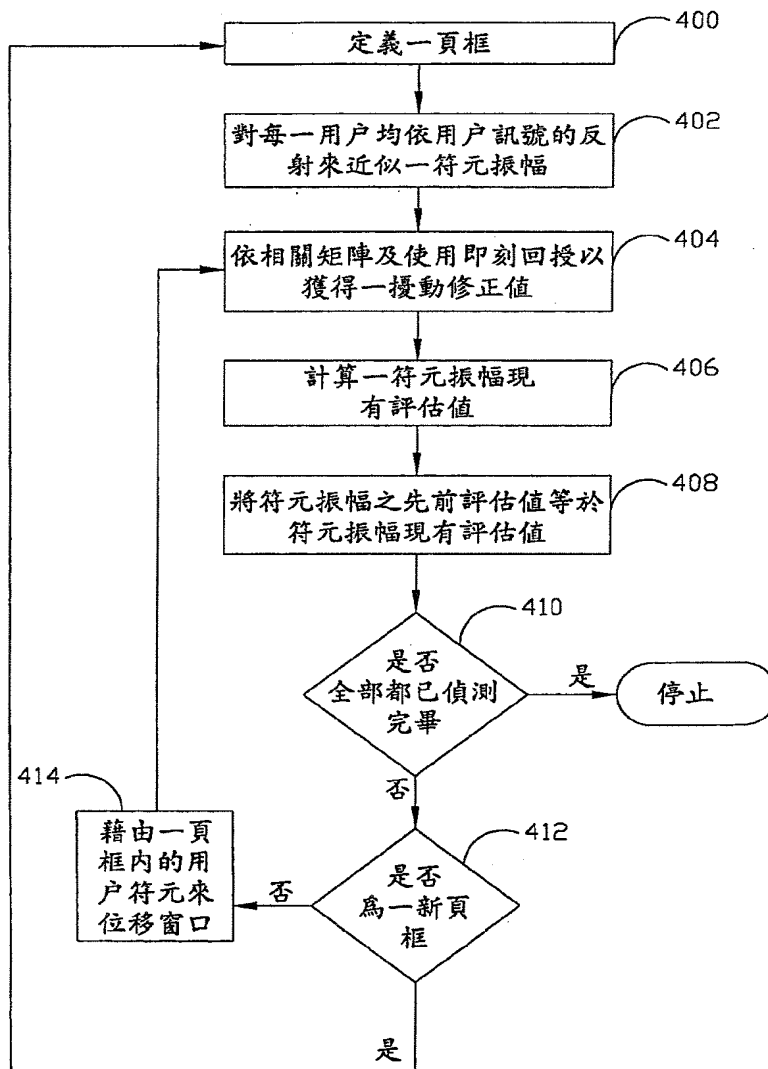 400
定義一頁框
402
對每一用户均依用户訊號的反
射來近似一符元振幅
404
依相關矩陣及使用即刻回授以
獲得一擾動修正值
406
計算一符元振幅現
有評估值
408
將符元振幅之先前評估值等於
符元振幅現有評估值
410
是否
全部都已偵測
完畢
是
停止
否
414
藉由一頁
框内的用
户符元來
位移窗口
否
412
是否
爲一新頁
框
是